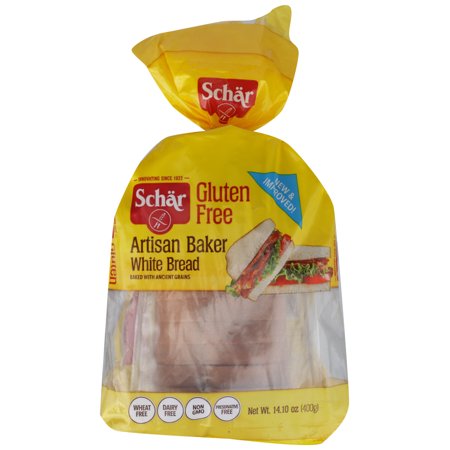 Schär
INNOVATING SINCE 1922
Schär
Gluten
Free
NEW &
IMPROVED!
Artisan Baker
White Bread
BAKED WITH ANCIENT GRAINS
WHEAT
FREE
DAIRY
FREE
NON
GMO
PRESERVATIVE
FREE
Net Wt. 14.10 oz (400g)